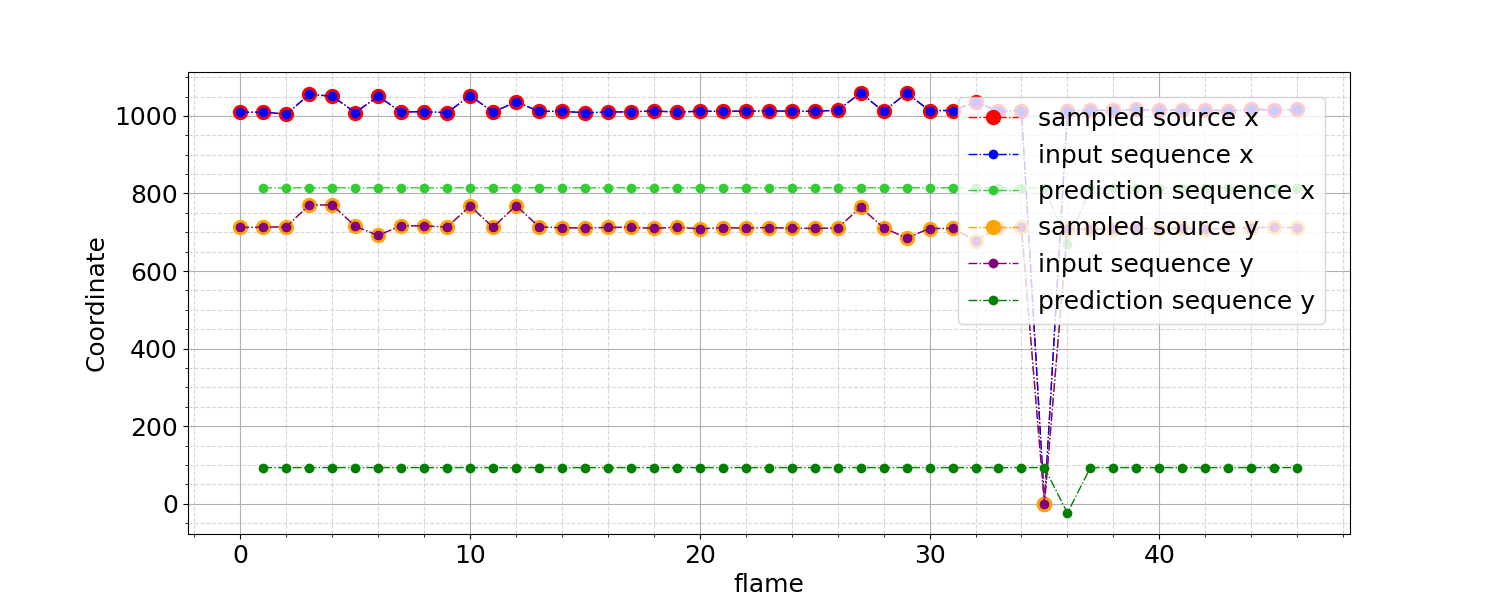 1000
800
600
400
200
0
Coordinate
0 10 20 30 40
flame
sampled source x
input sequence x
prediction sequence x
sampled source y
input sequence y
prediction sequence y